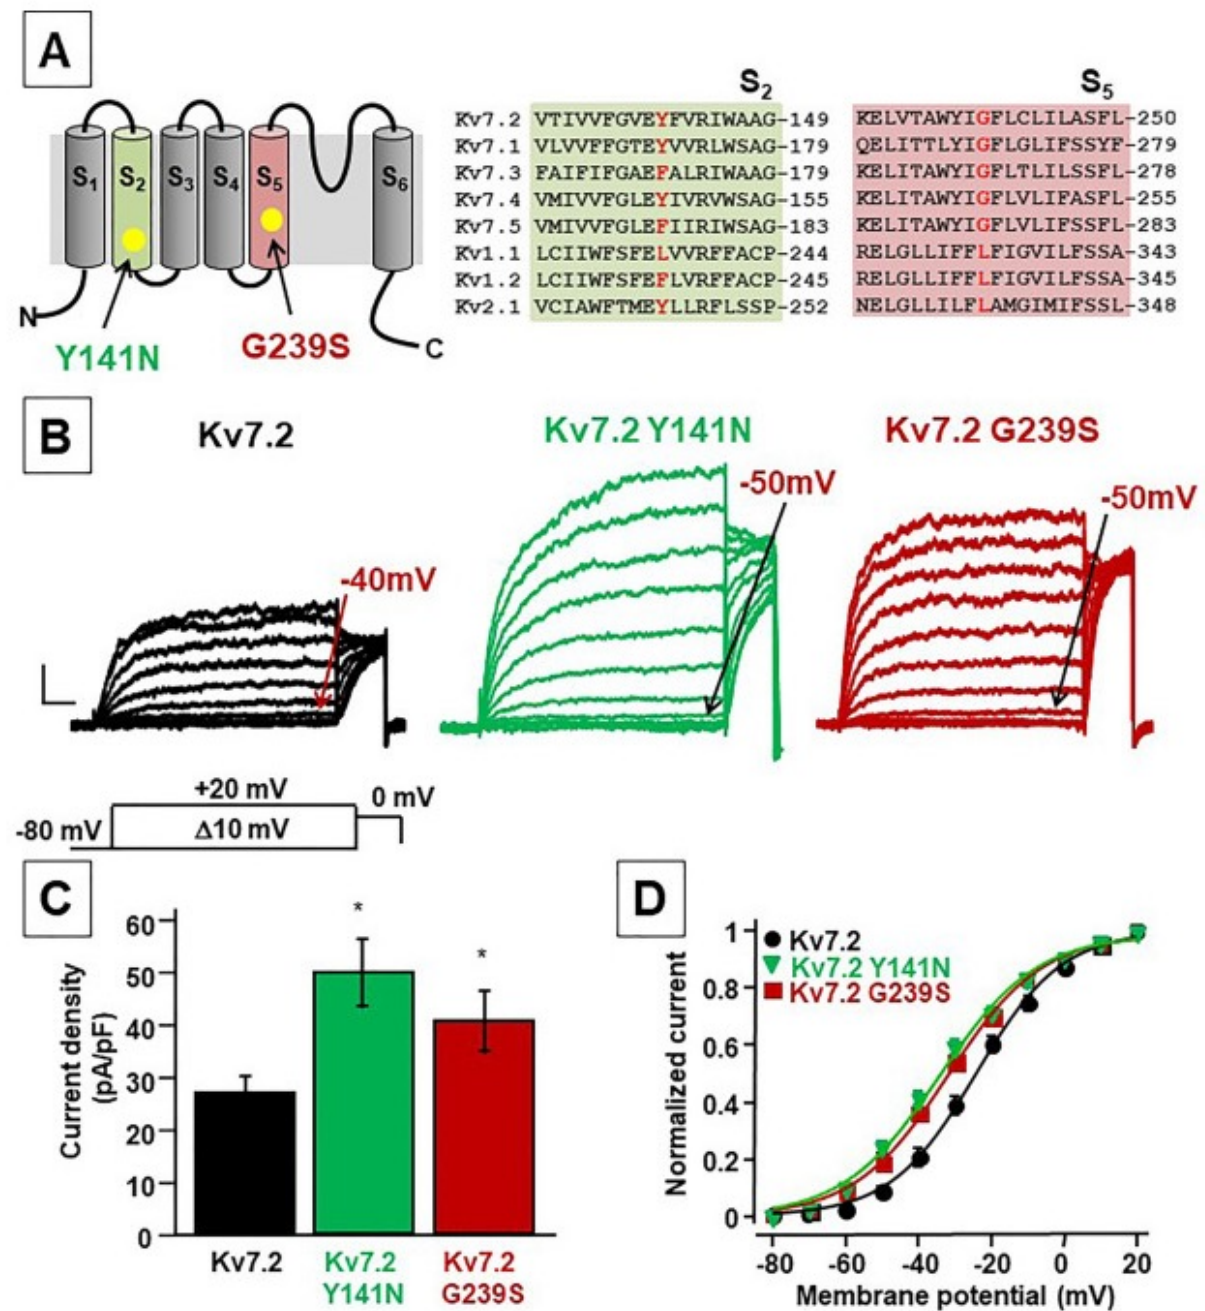 A
S1 S2 S3 S4 S5 S6
N
C
Y141N
G239S
S2
Kv7.2 VTIVVFGVEYFVRIWAAG-149
Kv7.1 VLVVFFGTEYVVRLWSAG-179
Kv7.3 FAIFIFGAEFALRIWAAG-179
Kv7.4 VMIVVFGLEYIVRVWSAG-155
Kv7.5 VMIVVFGLEFIIRIWSAG-183
Kv1.1 LCIIWFSFELVVRFFACP-244
Kv1.2 LCIIWFSFEFLVRFFACP-245
Kv2.1 VCIAWFTMEYLLRFLSSP-252
S5
KELVTAWYIGFLCLILASFL-250
QELITTLYIGFLGLIFSSYF-279
KELITAWYIGFLTLILSSFL-278
KELITAWYIGFLVLIFASFL-255
KELITAWYIGFLVLIFSSFL-283
RELGLLIFFLFIGVILFSSA-343
RELGLLIFFLFIGVILFSSA-345
NELGLLILFLAMGIMIFSSL-348
B
Kv7.2
-40mV
Kv7.2 Y141N
-50mV
Kv7.2 G239S
-50mV
+20 mV
0 mV
-80 mV
Δ10 mV
C
Current density
(pA/pF)
60
50
40
30
20
10
0
*
*
Kv7.2
Kv7.2
Y141N
Kv7.2
G239S
D
Normalized current
1
0.8
0.6
0.4
0.2
0
Kv7.2
Kv7.2 Y141N
Kv7.2 G239S
-80 -60 -40 -20 0 20
Membrane potential (mV)